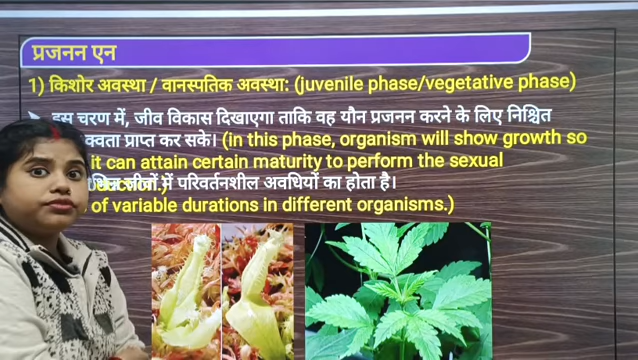 प्रजनन एन
1) किशोर अवस्था / वानस्पतिक अवस्था: (juvenile phase/vegetative phase)
इस चरण में, जीव विकास दिखाएगा ताकि वह यौन प्रजनन करने के लिए निश्चित
क्वता प्राप्त कर सके। (in this phase, organism will show growth so
it can attain certain maturity to perform the sexual
जीवों में परिवर्तनशील अवधियों का होता है।
of variable durations in different organisms.)